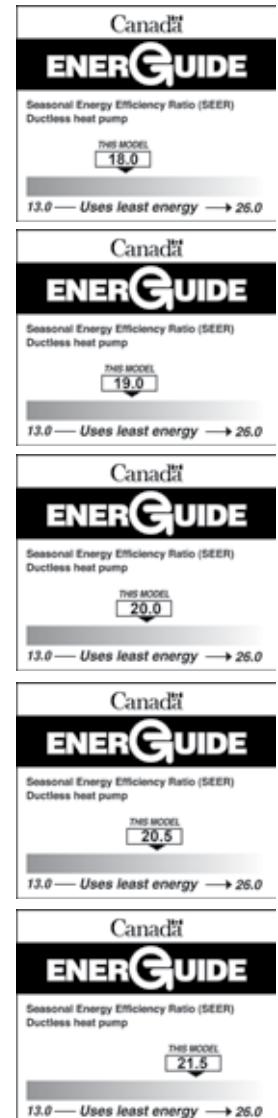 Canada
ENERGUIDE
Seasonal Energy Efficiency Ratio (SEER)
Ductless heat pump
THIS MODEL
18.0
13.0 — Uses least energy → 26.0
Canada
ENERGUIDE
Seasonal Energy Efficiency Ratio (SEER)
Ductless heat pump
THIS MODEL
19.0
13.0 — Uses least energy → 26.0
Canada
ENERGUIDE
Seasonal Energy Efficiency Ratio (SEER)
Ductless heat pump
THIS MODEL
20.0
13.0 — Uses least energy → 26.0
Canada
ENERGUIDE
Seasonal Energy Efficiency Ratio (SEER)
Ductless heat pump
THIS MODEL
20.5
13.0 — Uses least energy → 26.0
Canada
ENERGUIDE
Seasonal Energy Efficiency Ratio (SEER)
Ductless heat pump
THIS MODEL
21.5
13.0 — Uses least energy → 26.0